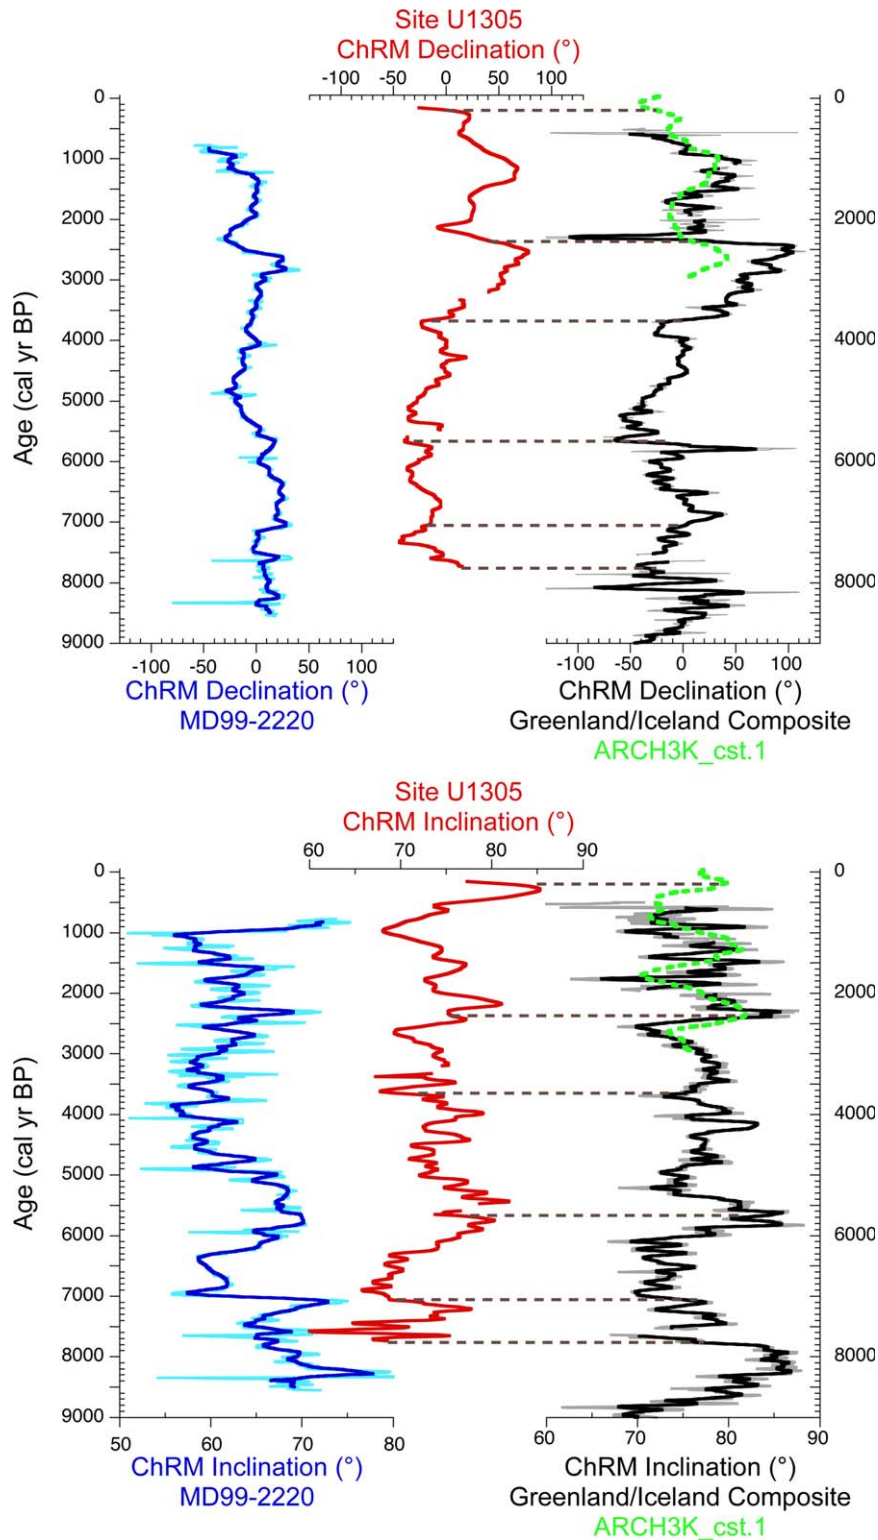 Site U1305
ChRM Declination (°)
-100 -50 0 50 100
0 0
1000
2000 2000
3000
4000 4000
5000
6000 6000
7000
8000 8000
9000
Age (cal yr BP)
-100 -50 0 50 100
-100 -50 0 50 100
ChRM Declination (°)
MD99-2220
ChRM Declination (°)
Greenland/Iceland Composite
ARCH3K_cst.1
Site U1305
ChRM Inclination (°)
60 70 80 90
0 0
1000
2000 2000
3000
4000 4000
5000
6000 6000
7000
8000 8000
9000
Age (cal yr BP)
50 60 70 80
60 70 80 90
ChRM Inclination (°)
MD99-2220
ChRM Inclination (°)
Greenland/Iceland Composite
ARCH3K_cst.1